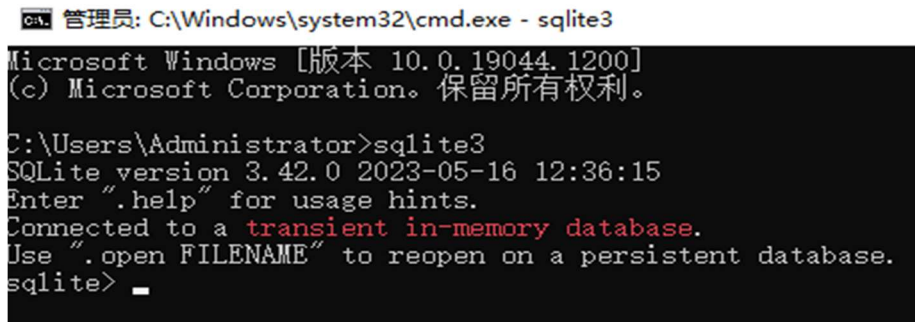 管理员: C:\Windows\system32\cmd.exe - sqlite3
Microsoft Windows [版本 10.0.19044.1200]
(c) Microsoft Corporation。保留所有权利。
C:\Users\Administrator>sqlite3
SQLite version 3.42.0 2023-05-16 12:36:15
Enter ".help" for usage hints.
Connected to a transient in-memory database.
Use ".open FILENAME" to reopen on a persistent database.
sqlite>